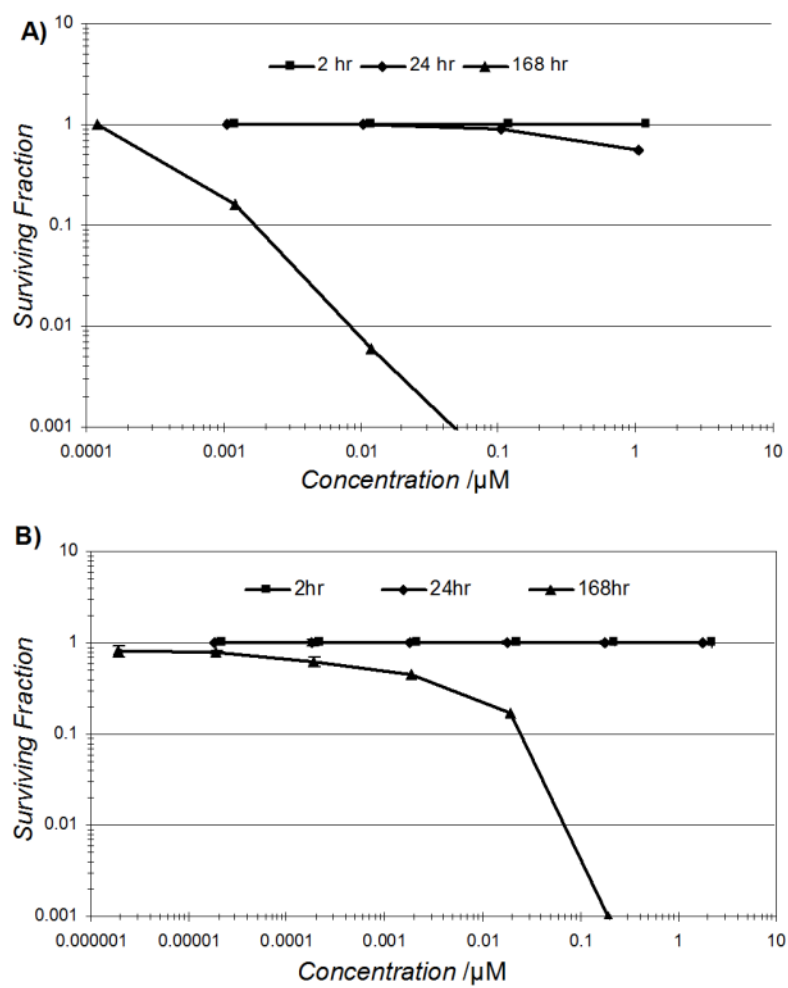 A)
10
2 hr 24 hr 168 hr
1
Surviving Fraction
0.1
0.01
0.001
0.0001 0.001 0.01 0.1 1 10
Concentration /µM
B)
10
2hr 24hr 168hr
1
Surviving Fraction
0.1
0.01
0.001
0.000001 0.00001 0.0001 0.001 0.01 0.1 1 10
Concentration /µM